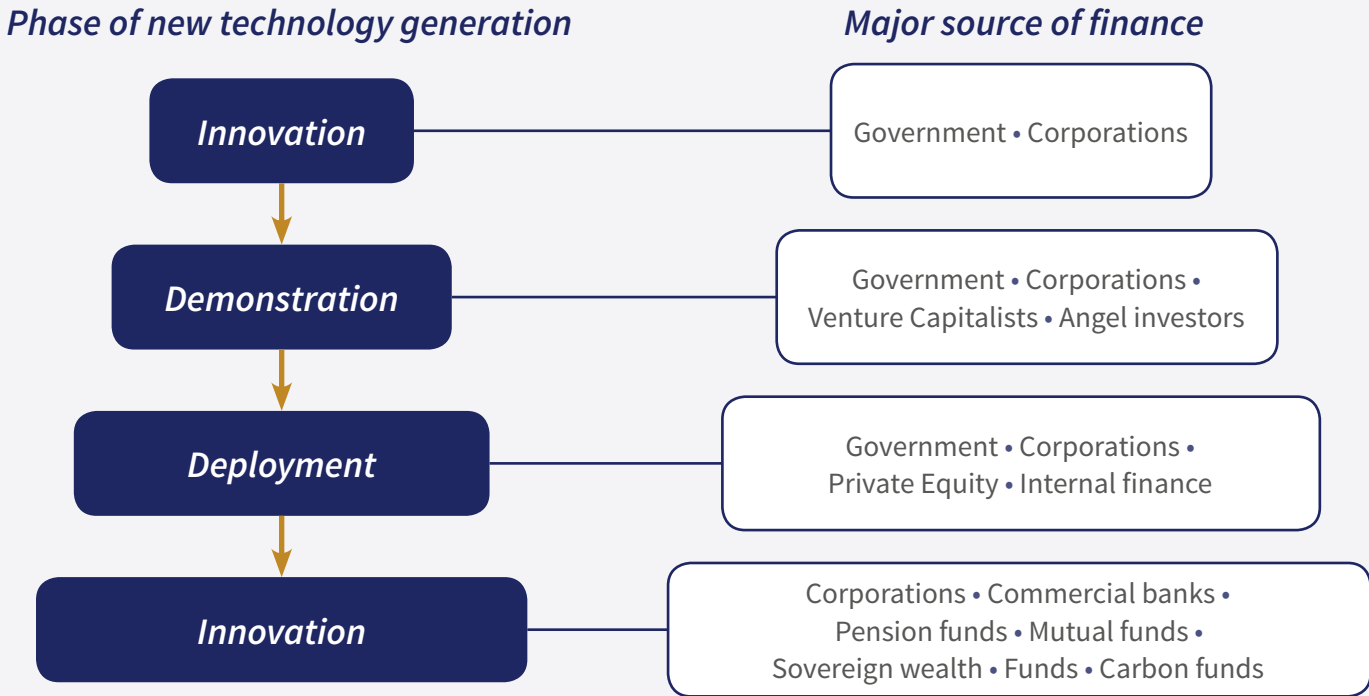 Phase of new technology generation
Major source of finance
Innovation
Government • Corporations
Demonstration
Government • Corporations •
Venture Capitalists • Angel investors
Deployment
Government • Corporations •
Private Equity • Internal finance
Innovation
Corporations • Commercial banks •
Pension funds • Mutual funds •
Sovereign wealth • Funds • Carbon funds